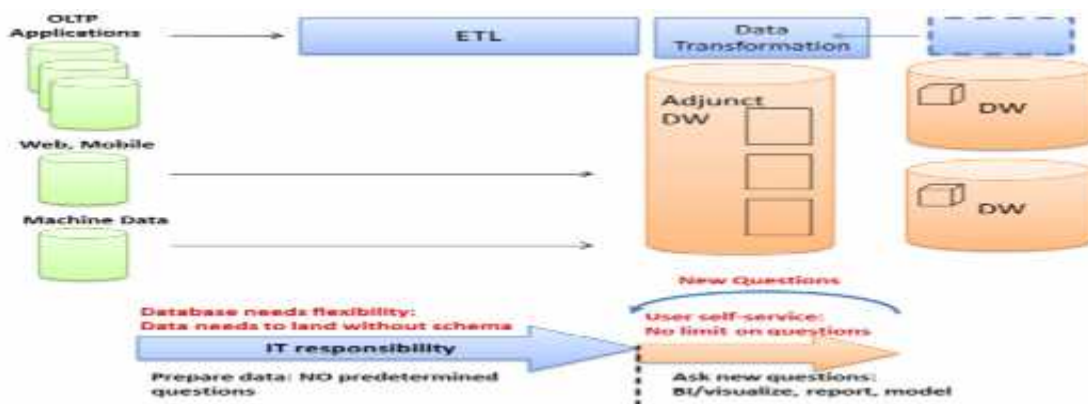 OLTP
Applications
ETL
Data
Transformation
Adjunct
DW
DW
Web, Mobile
DW
Machine Data
New Questions
Database needs flexibility:
Data needs to land without schema
User self-service:
No limit on questions
IT responsibility
Prepare data: NO predetermined
questions
Ask new questions:
BI/visualize, report, model